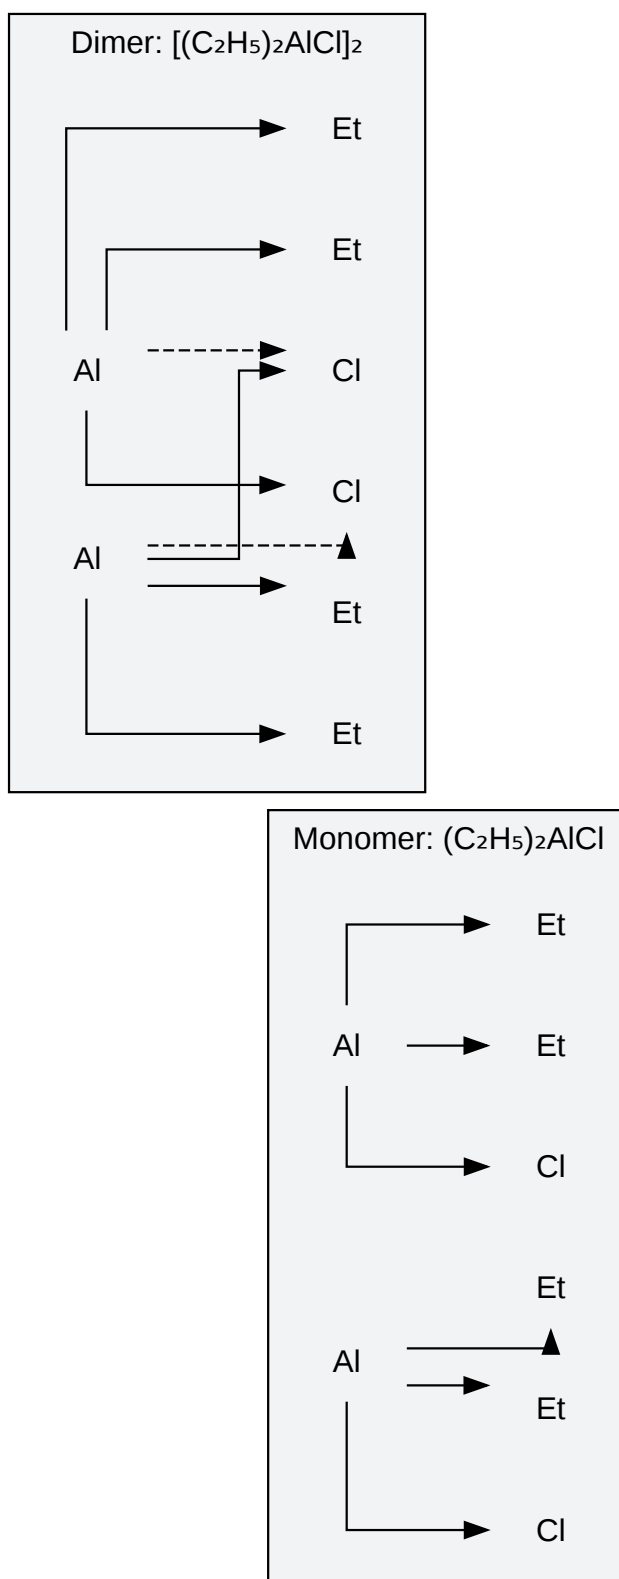 Dimer: [(C₂H₅)₂AlCl]₂
Et
Et
Al
Cl
Cl
Al
Et
Et
Monomer: (C₂H₅)₂AlCl
Et
Al
Et
Cl
Et
Al
Et
Cl